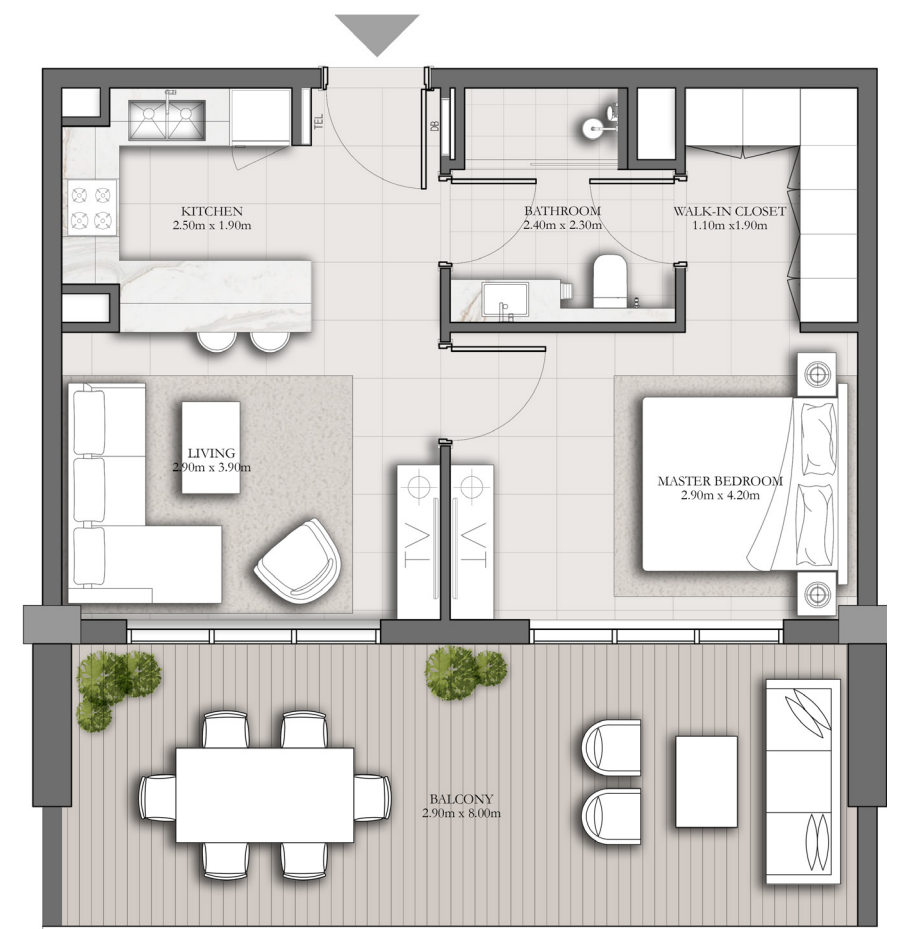 TEL
DB
KITCHEN
2.50m x 1.90m
BATHROOM
2.40m x 2.30m
WALK-IN CLOSET
1.10m x1.90m
LIVING
2.90m x 3.90m
MASTER BEDROOM
2.90m x 4.20m
TV
TV
BALCONY
2.90m x 8.00m